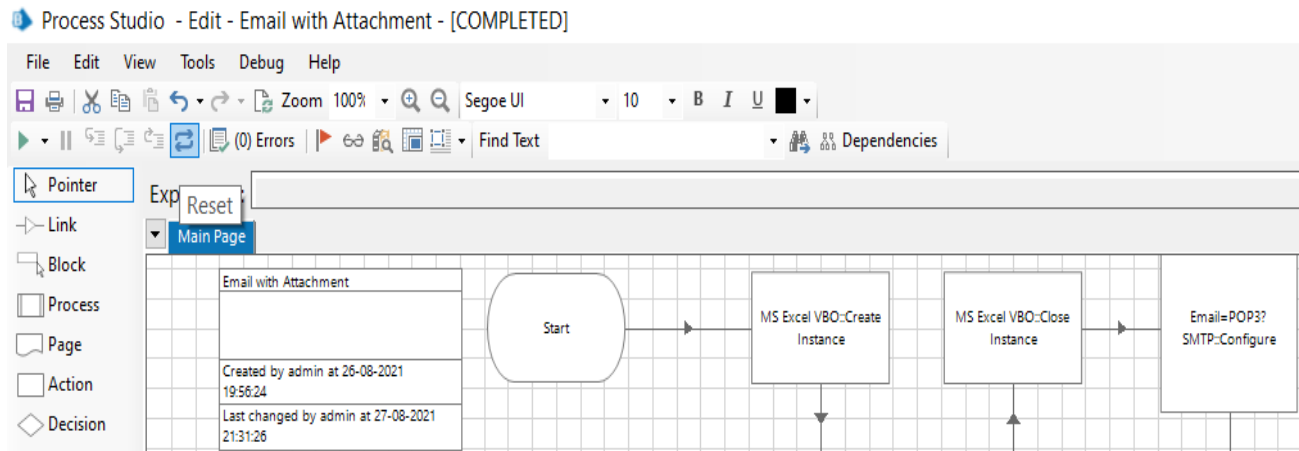 Process Studio - Edit - Email with Attachment - [COMPLETED]
File Edit View Tools Debug Help
Zoom 100% Segoe UI 10 B I U
(0) Errors Find Text Dependencies
Pointer
Exp
Reset
Link
Main Page
Block
Email with Attachment
Process
Start
MS Excel VBO::Create
Instance
MS Excel VBO::Close
Instance
Email=POP3?
SMTP::Configure
Page
Created by admin at 26-08-2021
19:56:24
Action
Last changed by admin at 27-08-2021
21:31:26
Decision